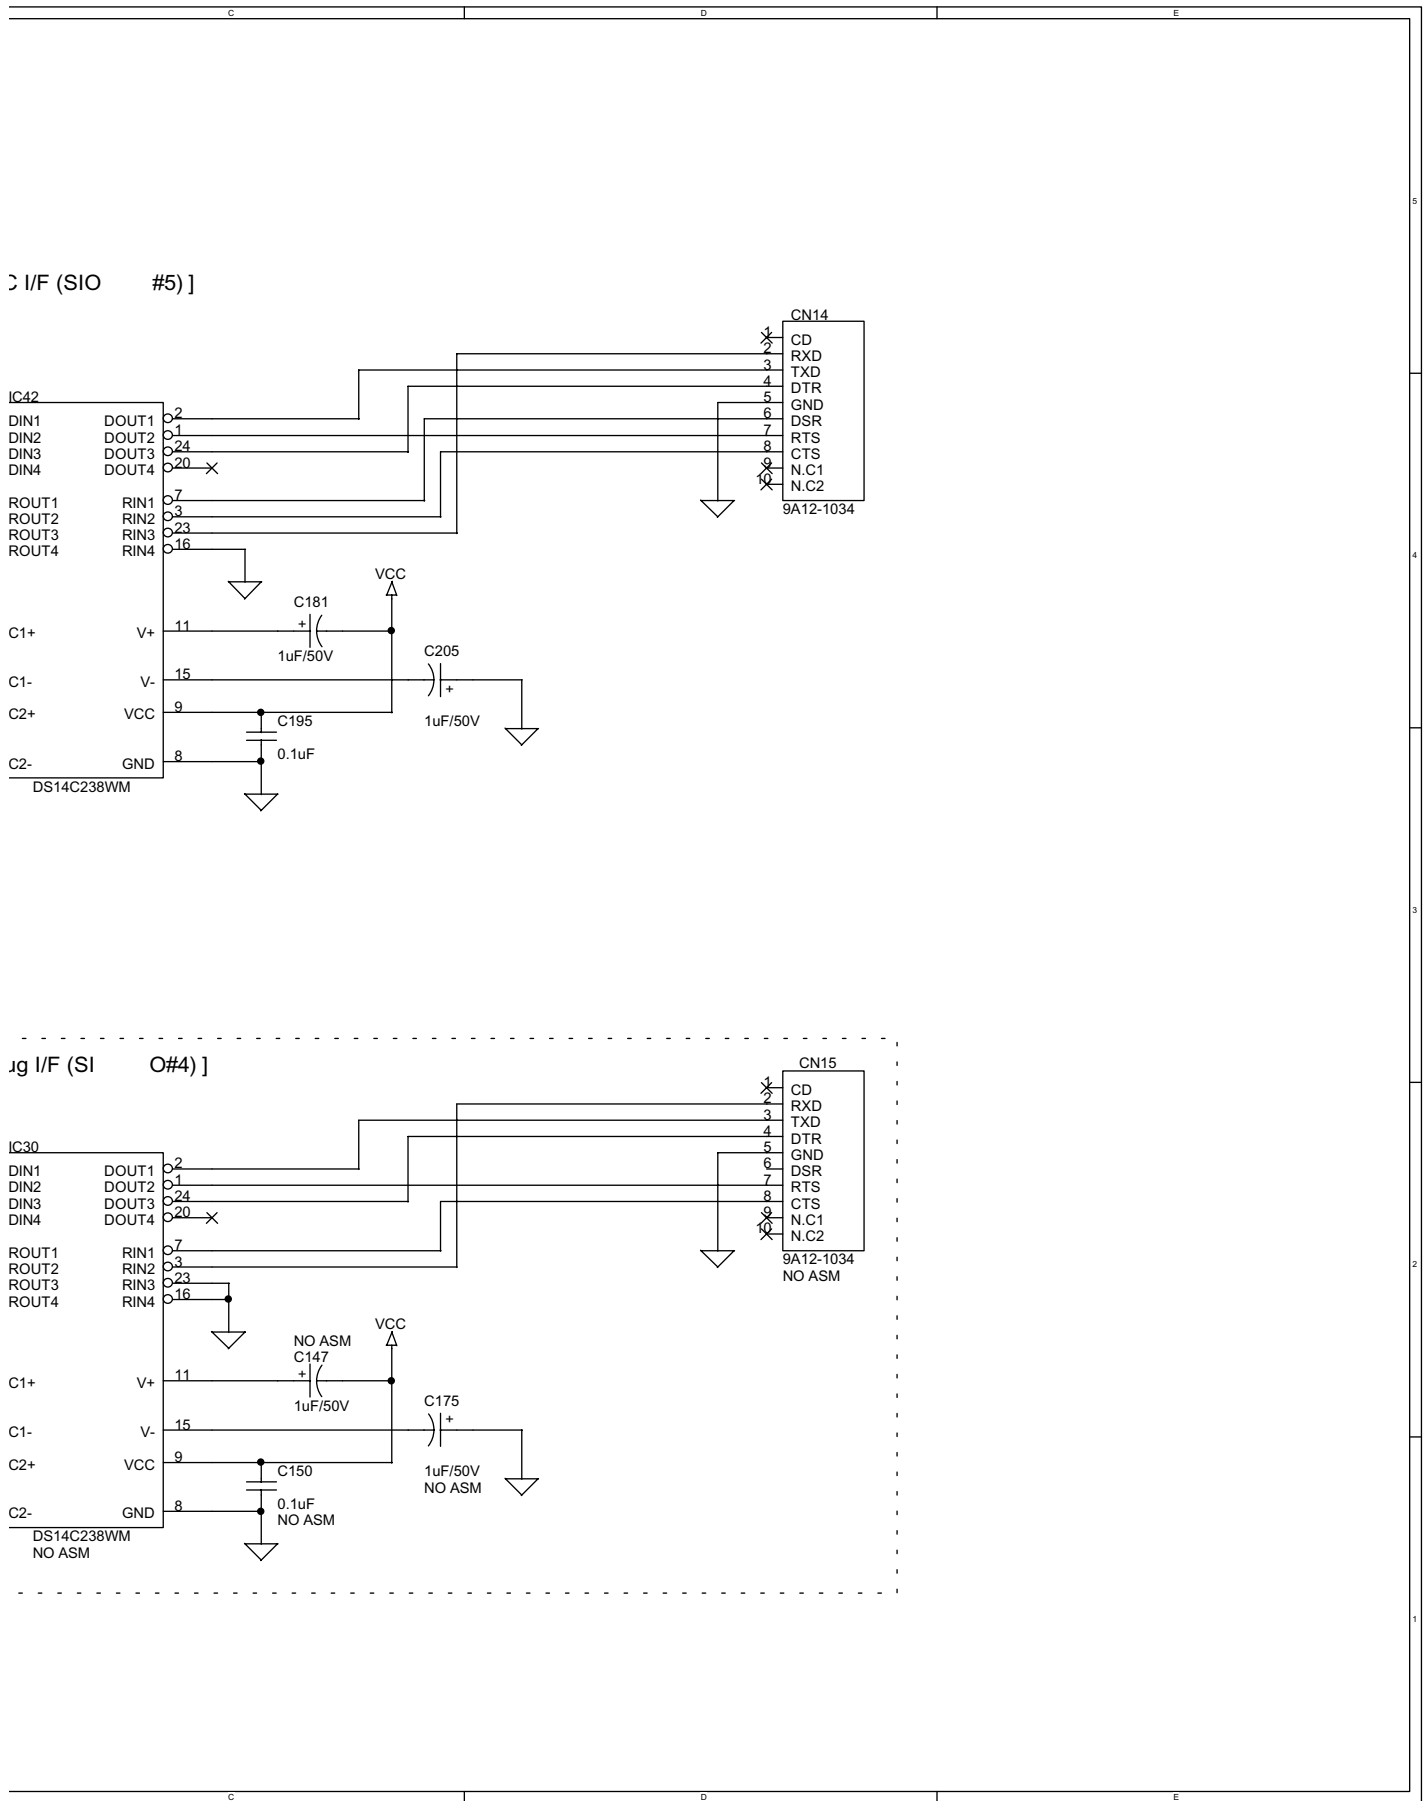 C D E
5
C I/F (SIO #5) ]
CN14
1 CD
2 RXD
3 TXD
4 DTR
5 GND
6 DSR
7 RTS
8 CTS
9 N.C1
10 N.C2
9A12-1034
IC42
DIN1 DOUT1 2
DIN2 DOUT2 1
DIN3 DOUT3 24
DIN4 DOUT4 20
ROUT1 RIN1 7
ROUT2 RIN2 3
ROUT3 RIN3 23
ROUT4 RIN4 16
4
VCC
C181
C1+ V+ 11 +
1uF/50V
C205
C1- V- 15
+
C2+ VCC 9
C195 1uF/50V
0.1uF
C2- GND 8
DS14C238WM
3
ug I/F (SI O#4) ]
CN15
1 CD
2 RXD
3 TXD
4 DTR
5 GND
6 DSR
7 RTS
8 CTS
9 N.C1
10 N.C2
9A12-1034
NO ASM
IC30
DIN1 DOUT1 2
DIN2 DOUT2 1
DIN3 DOUT3 24
DIN4 DOUT4 20
ROUT1 RIN1 7
ROUT2 RIN2 3
ROUT3 RIN3 23
ROUT4 RIN4 16
2
VCC
NO ASM
C147
C1+ V+ 11 +
1uF/50V
C175
C1- V- 15 +
C2+ VCC 9
C150 1uF/50V
NO ASM
0.1uF
NO ASM
C2- GND 8
DS14C238WM
NO ASM
1
C D E